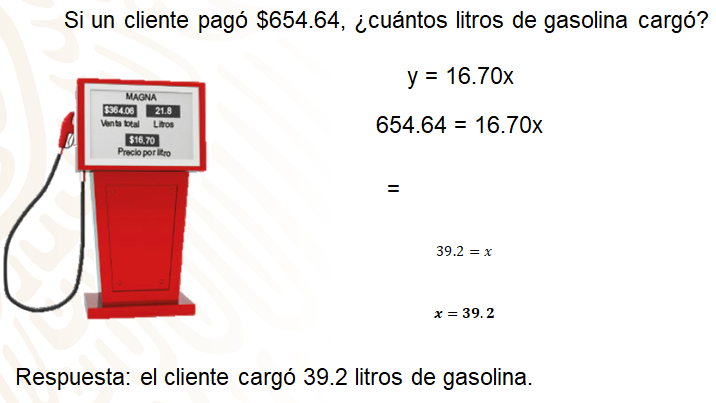 Si un cliente pagó $654.64, ¿cuántos litros de gasolina cargó?
y = 16.70x
654.64 = 16.70x
=
39.2 = x
x = 39.2
MAGNA
$364.06 21.8
Venta total Litros
$16.70
Precio por litro
Respuesta: el cliente cargó 39.2 litros de gasolina.